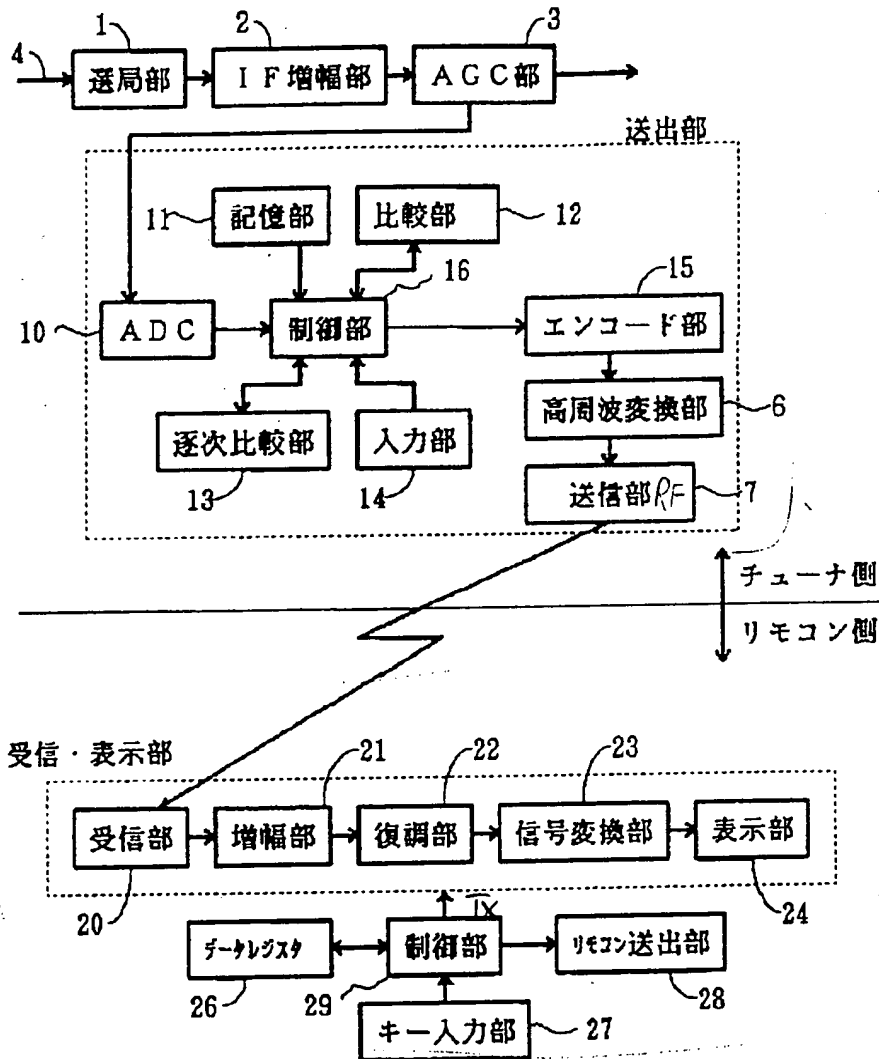 1
2
3
4
選局部
IF増幅部
AGC部
送出部
11
記憶部
比較部
12
16
15
10
ADC
制御部
エンコード部
逐次比較部
入力部
高周波変換部
6
13
14
送信部RF
7
チューナ側
リモコン側
受信・表示部
21
22
23
受信部
増幅部
復調部
信号変換部
表示部
20
TX
24
データレジスタ
制御部
リモコン送出部
26
29
28
キー入力部
27